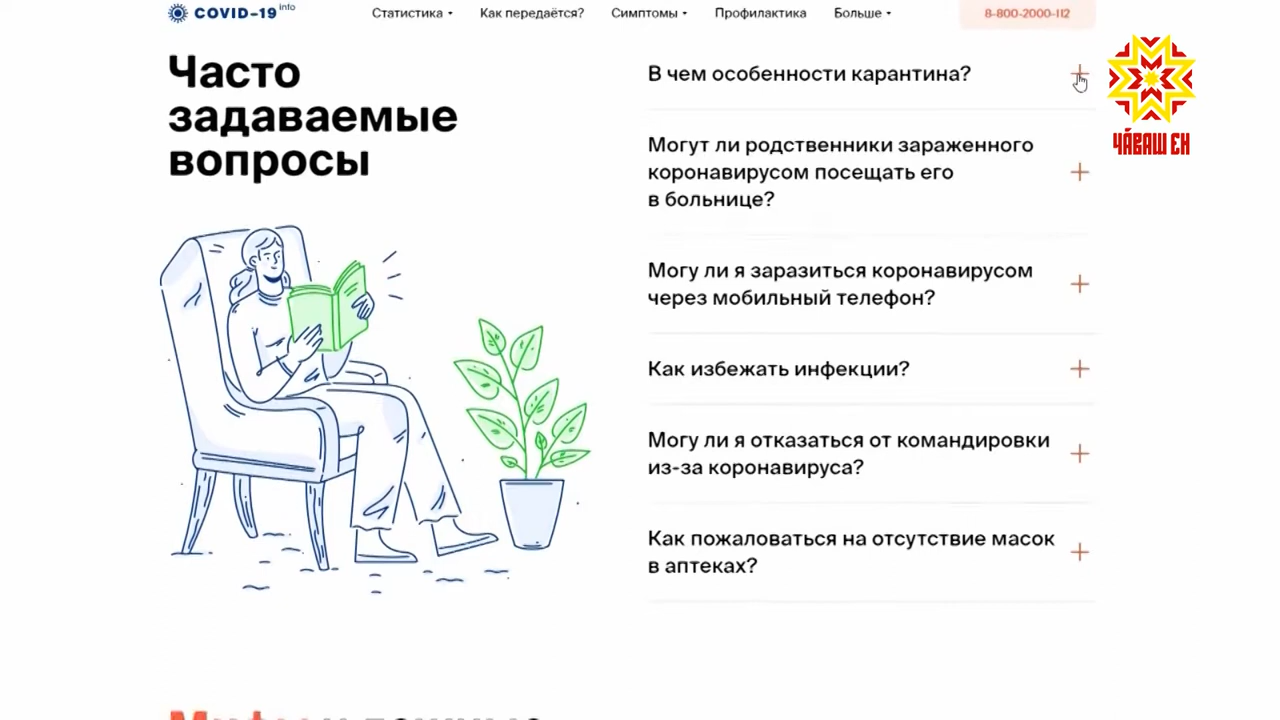 COVID-19 info
Статистика
Как передаётся?
Симптомы
Профилактика
Больше
8-800-2000-112
Часто
задаваемые
вопросы
В чем особенности карантина?
Могут ли родственники зараженного
коронавирусом посещать его
в больнице?
Могу ли я заразиться коронавирусом
через мобильный телефон?
Как избежать инфекции?
Могу ли я отказаться от командировки
из-за коронавируса?
Как пожаловаться на отсутствие масок
в аптеках?
ЧӐВАШ ЕН